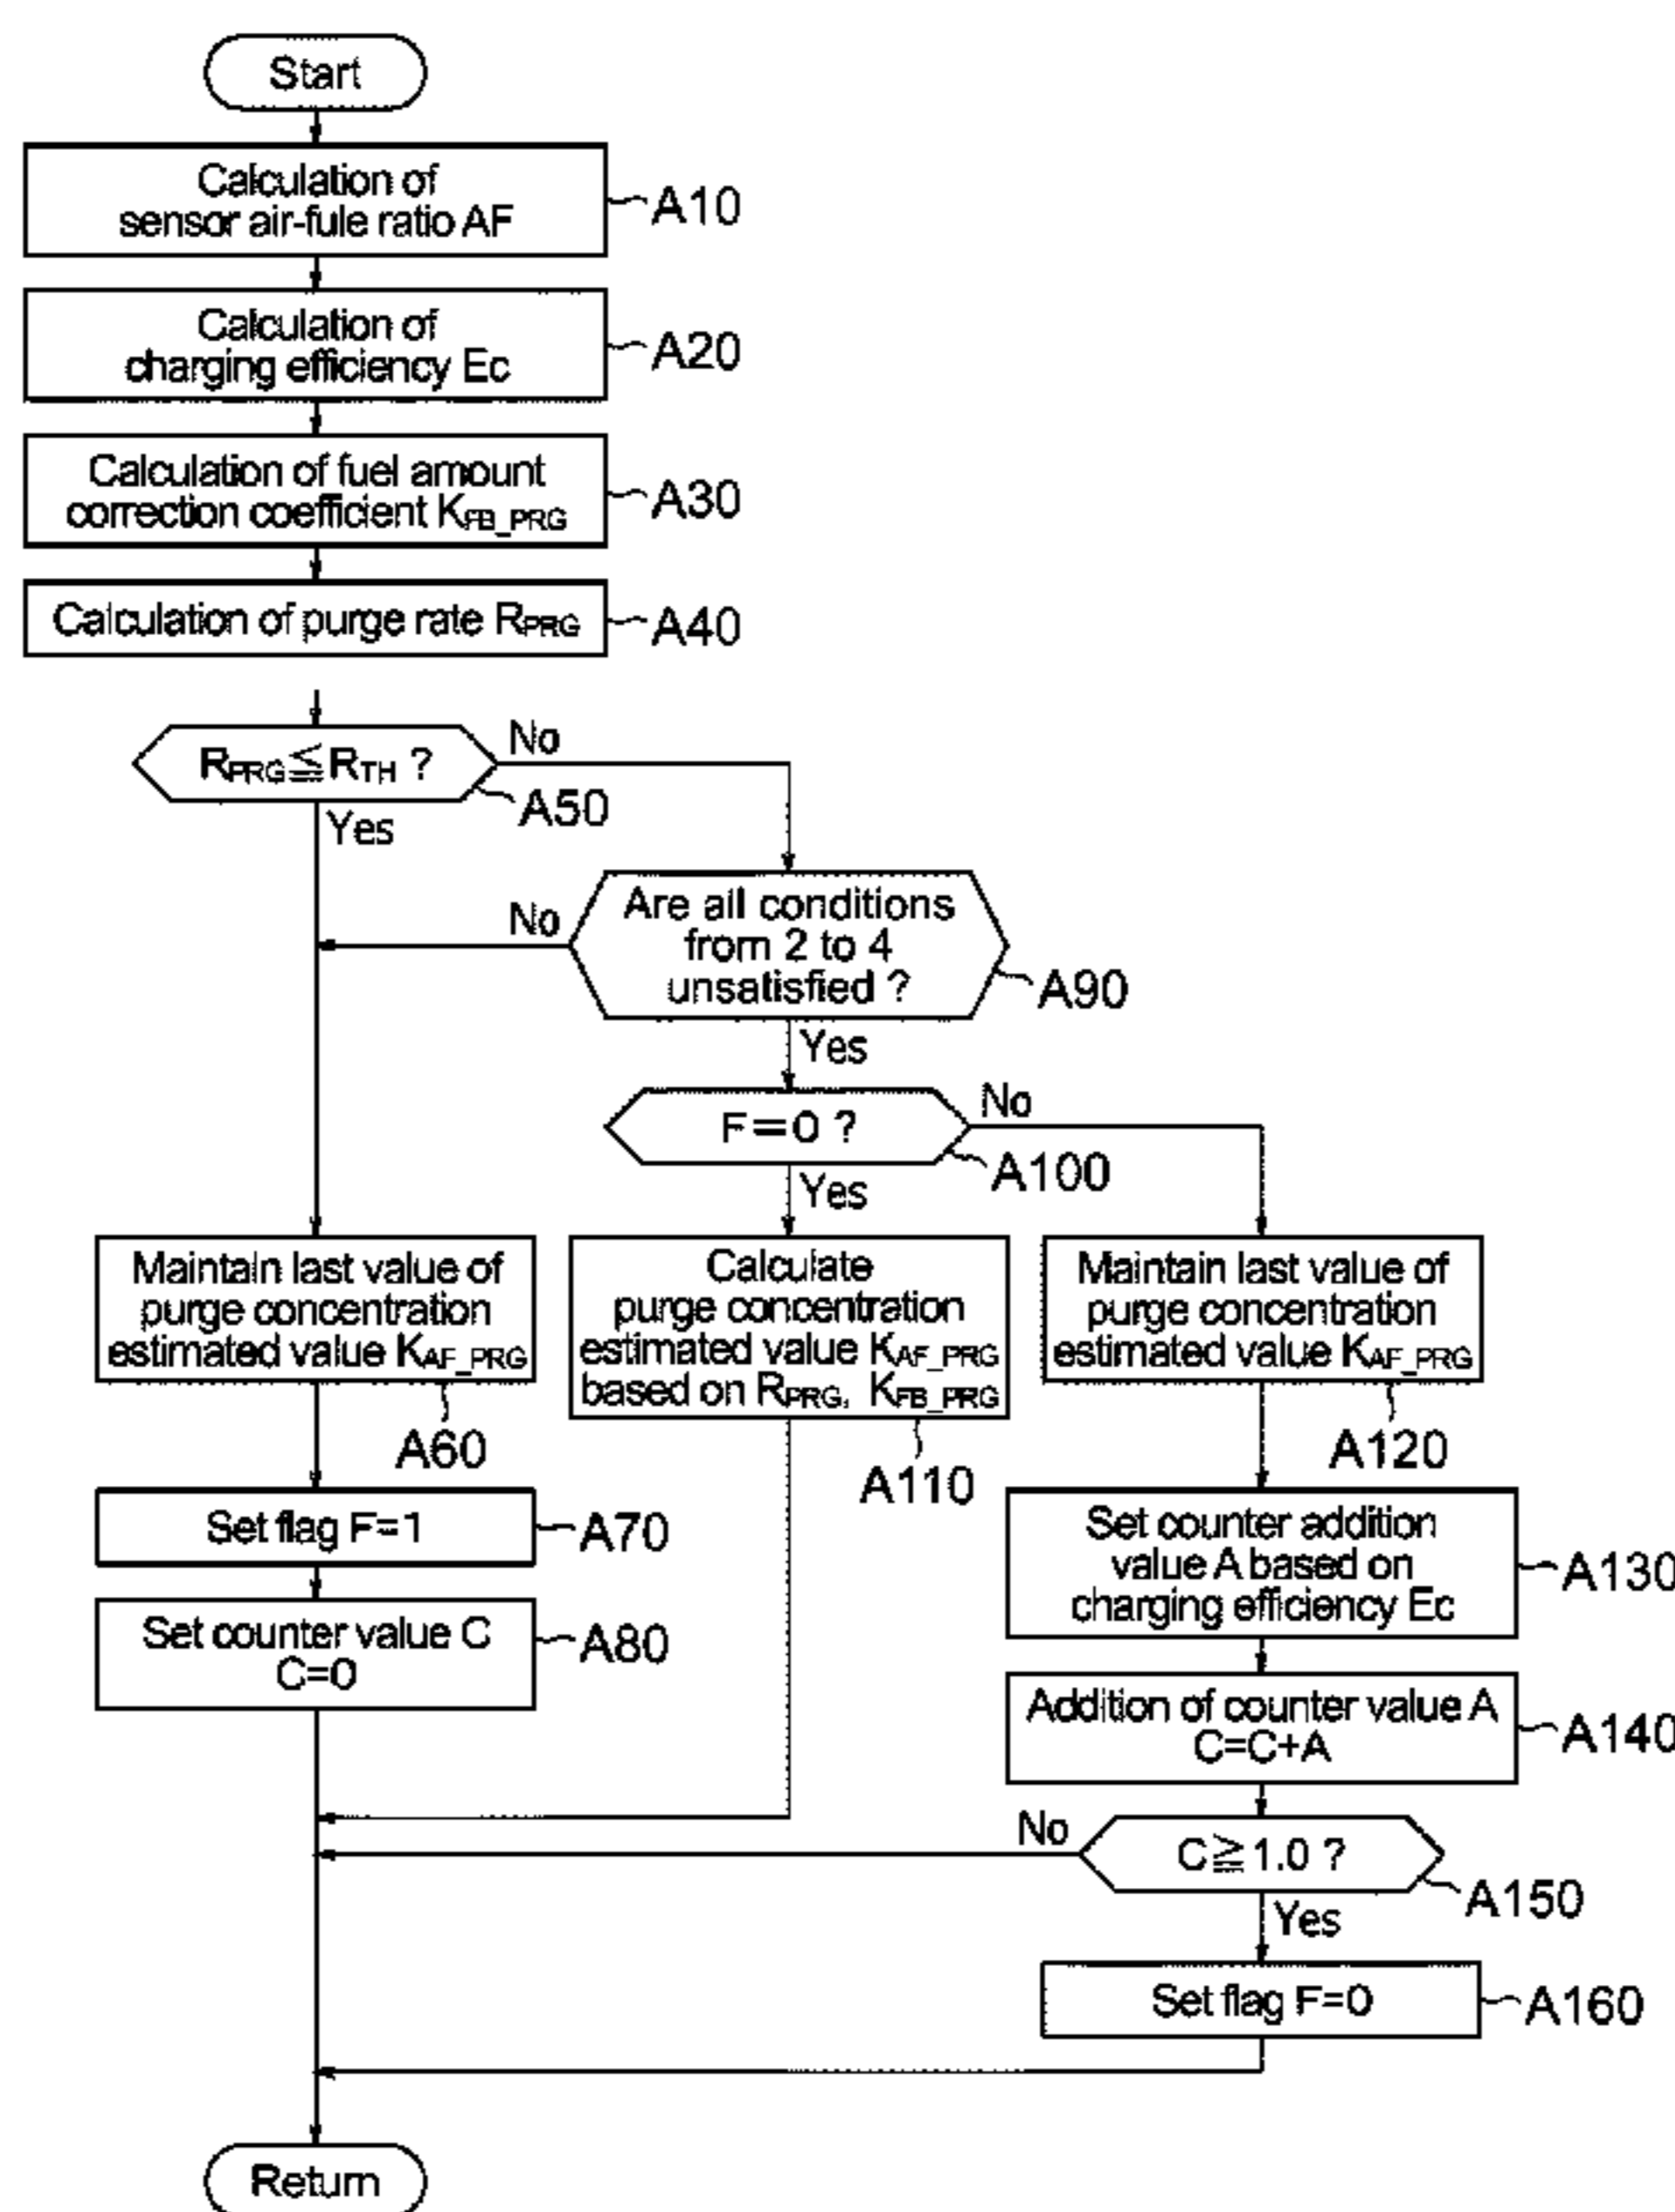 Start
Calculation of
sensor air-fule ratio AF
A10
Calculation of
charging efficiency Ec
A20
Calculation of fuel amount
correction coefficient KFB_PRG
A30
Calculation of purge rate RPRG
A40
RPRG≦RTH ?
No
A50
Yes
Are all conditions
from 2 to 4
unsatisfied ?
No
A90
Yes
F=0 ?
No
A100
Yes
Maintain last value of
purge concentration
estimated value KAF_PRG
A60
Calculate
purge concentration
estimated value KAF_PRG
based on RPRG, KFB_PRG
A110
Maintain last value of
purge concentration
estimated value KAF_PRG
A120
Set flag F=1
A70
Set counter value C
C=0
A80
Set counter addition
value A based on
charging efficiency Ec
A130
Addition of counter value A
C=C+A
A140
No
C≧1.0 ?
A150
Yes
Set flag F=0
A160
Return